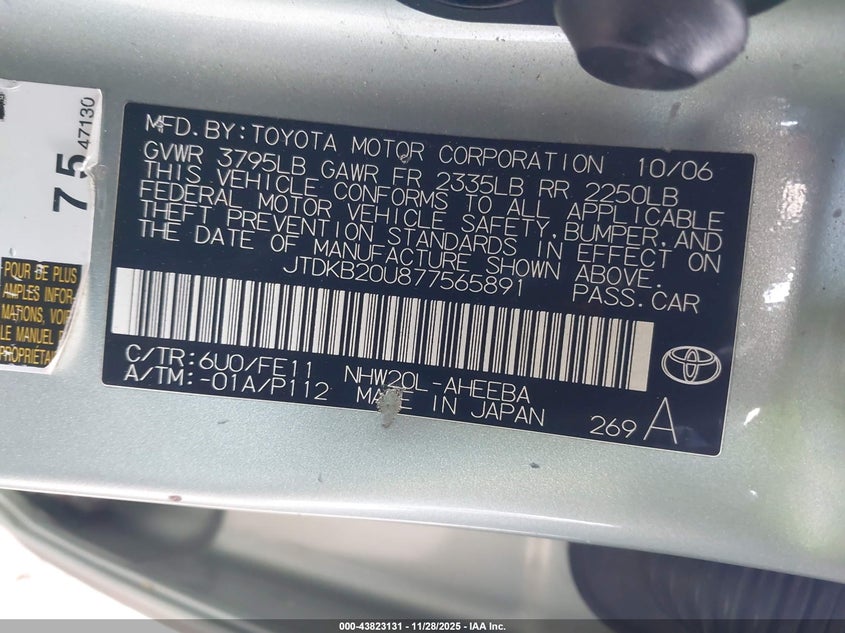 75
47130
POUR DE PLUS
AMPLES INFOR-
MATIONS, VOIR
LE MANUEL D
PROPRIETA
MFD.BY:TOYOTA MOTOR CORPORATION 10/06
GVWR 3795LB GAWR FR 2335LB RR 2250LB
THIS VEHICLE CONFORMS TO ALL APPLICABLE
FEDERAL MOTOR VEHICLE SAFETY,BUMPER,AND
THEFT PREVENTION STANDARDS IN EFFECT ON
THE DATE OF MANUFACTURE SHOWN ABOVE.
JTDKB20U877565891 PASS.CAR
C/TR:6U0/FE11 NHW20L-AHEEBA
A/TM:-01A/P112 MADE IN JAPAN
269 A
000-43823131 - 11/28/2025 - IAA Inc.